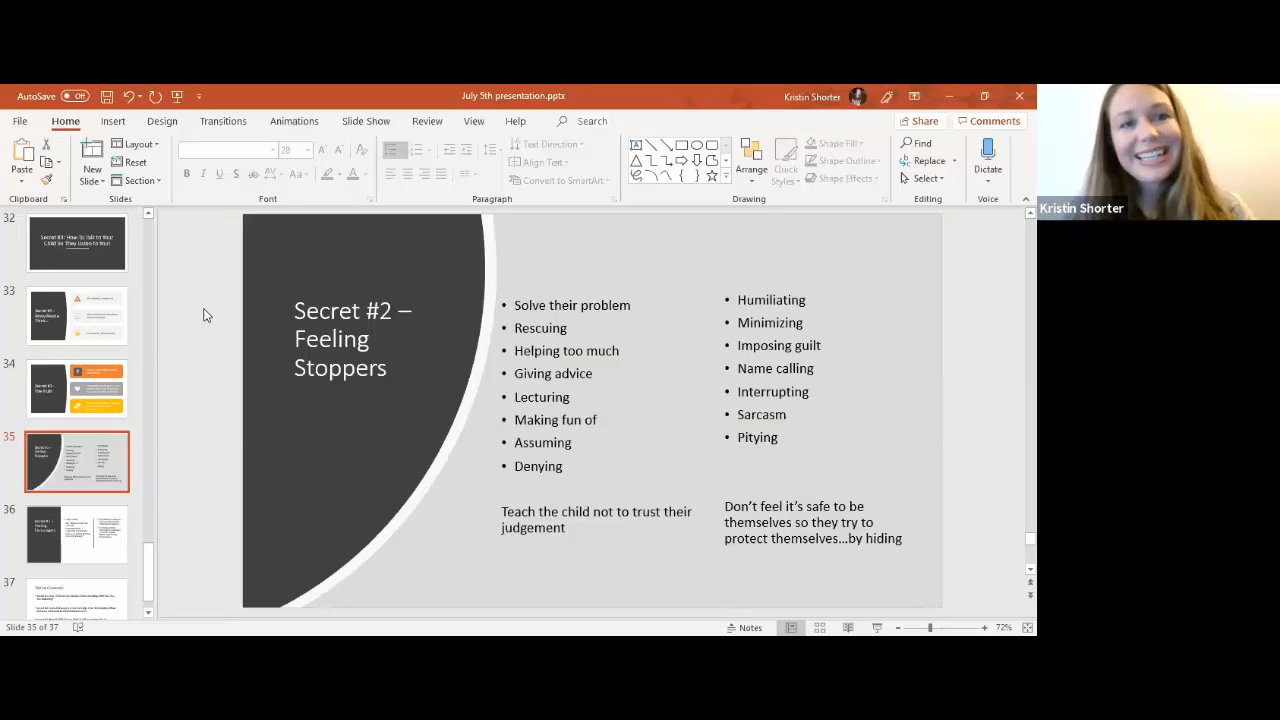 AutoSave Off
July 5th presentation.pptx
Kristin Shorter
File Home Insert Design Transitions Animations Slide Show Review View Help Search
Share Comments
Paste
Clipboard
New
Slide
Layout
Reset
Section
Slides
28
Font
Text Direction
Align Text
Convert to SmartArt
Paragraph
Arrange
Quick
Styles
Shape Fill
Shape Outline
Shape Effects
Drawing
Find
Replace
Select
Editing
Dictate
Voice
Kristin Shorter
32
Secret #3: How To Talk to Your
Child So They Listen to You!
33
34
35
36
37
Secret #2 –
Feeling
Stoppers
• Solve their problem
• Rescuing
• Helping too much
• Giving advice
• Lecturing
• Making fun of
• Assuming
• Denying
Teach the child not to trust their
judgement
• Humiliating
• Minimizing
• Imposing guilt
• Name calling
• Interrupting
• Sarcasm
• Pitying
Don’t feel it’s safe to be
themselves so they try to
protect themselves…by hiding
Slide 35 of 37
Notes
72%